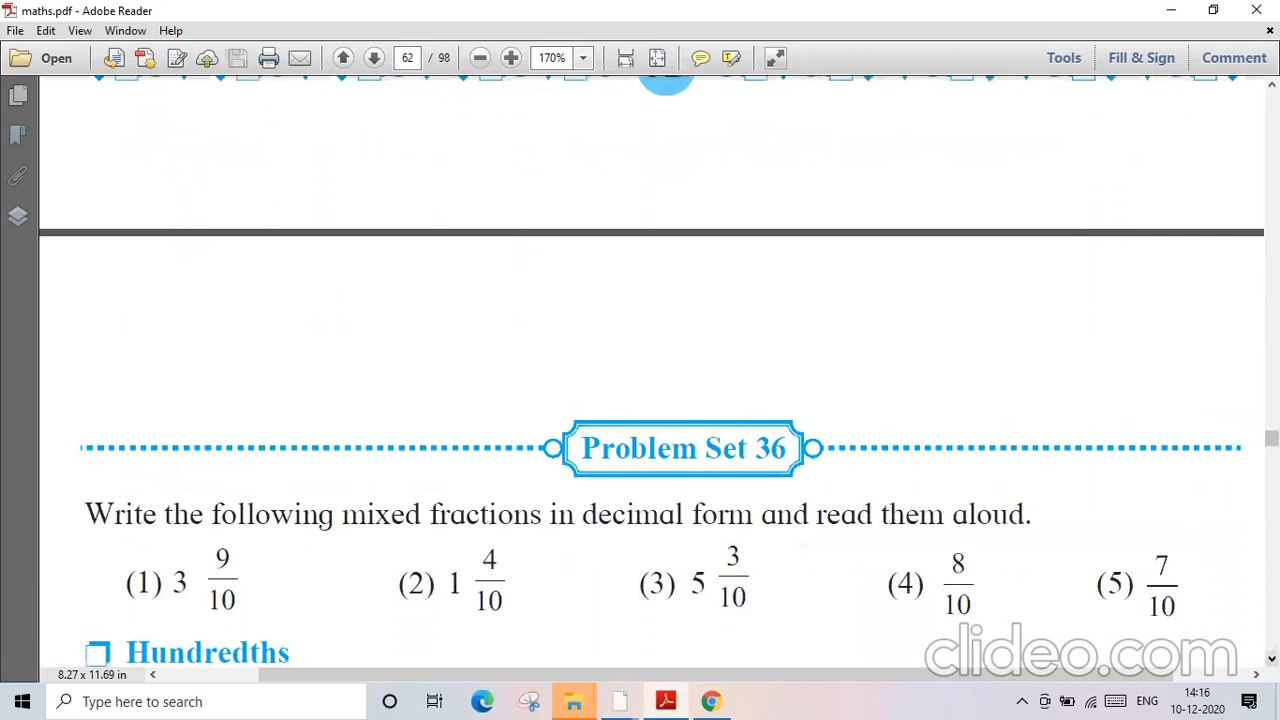 maths.pdf - Adobe Reader
File Edit View Window Help
Open 62 / 98 170% Tools Fill & Sign Comment
Problem Set 36
Write the following mixed fractions in decimal form and read them aloud.
(1) 3 9/10 (2) 1 4/10 (3) 5 3/10 (4) 8/10 (5) 7/10
Hundredths
clideo.com
8.27 x 11.69 in
Type here to search ENG 14:16
10-12-2020